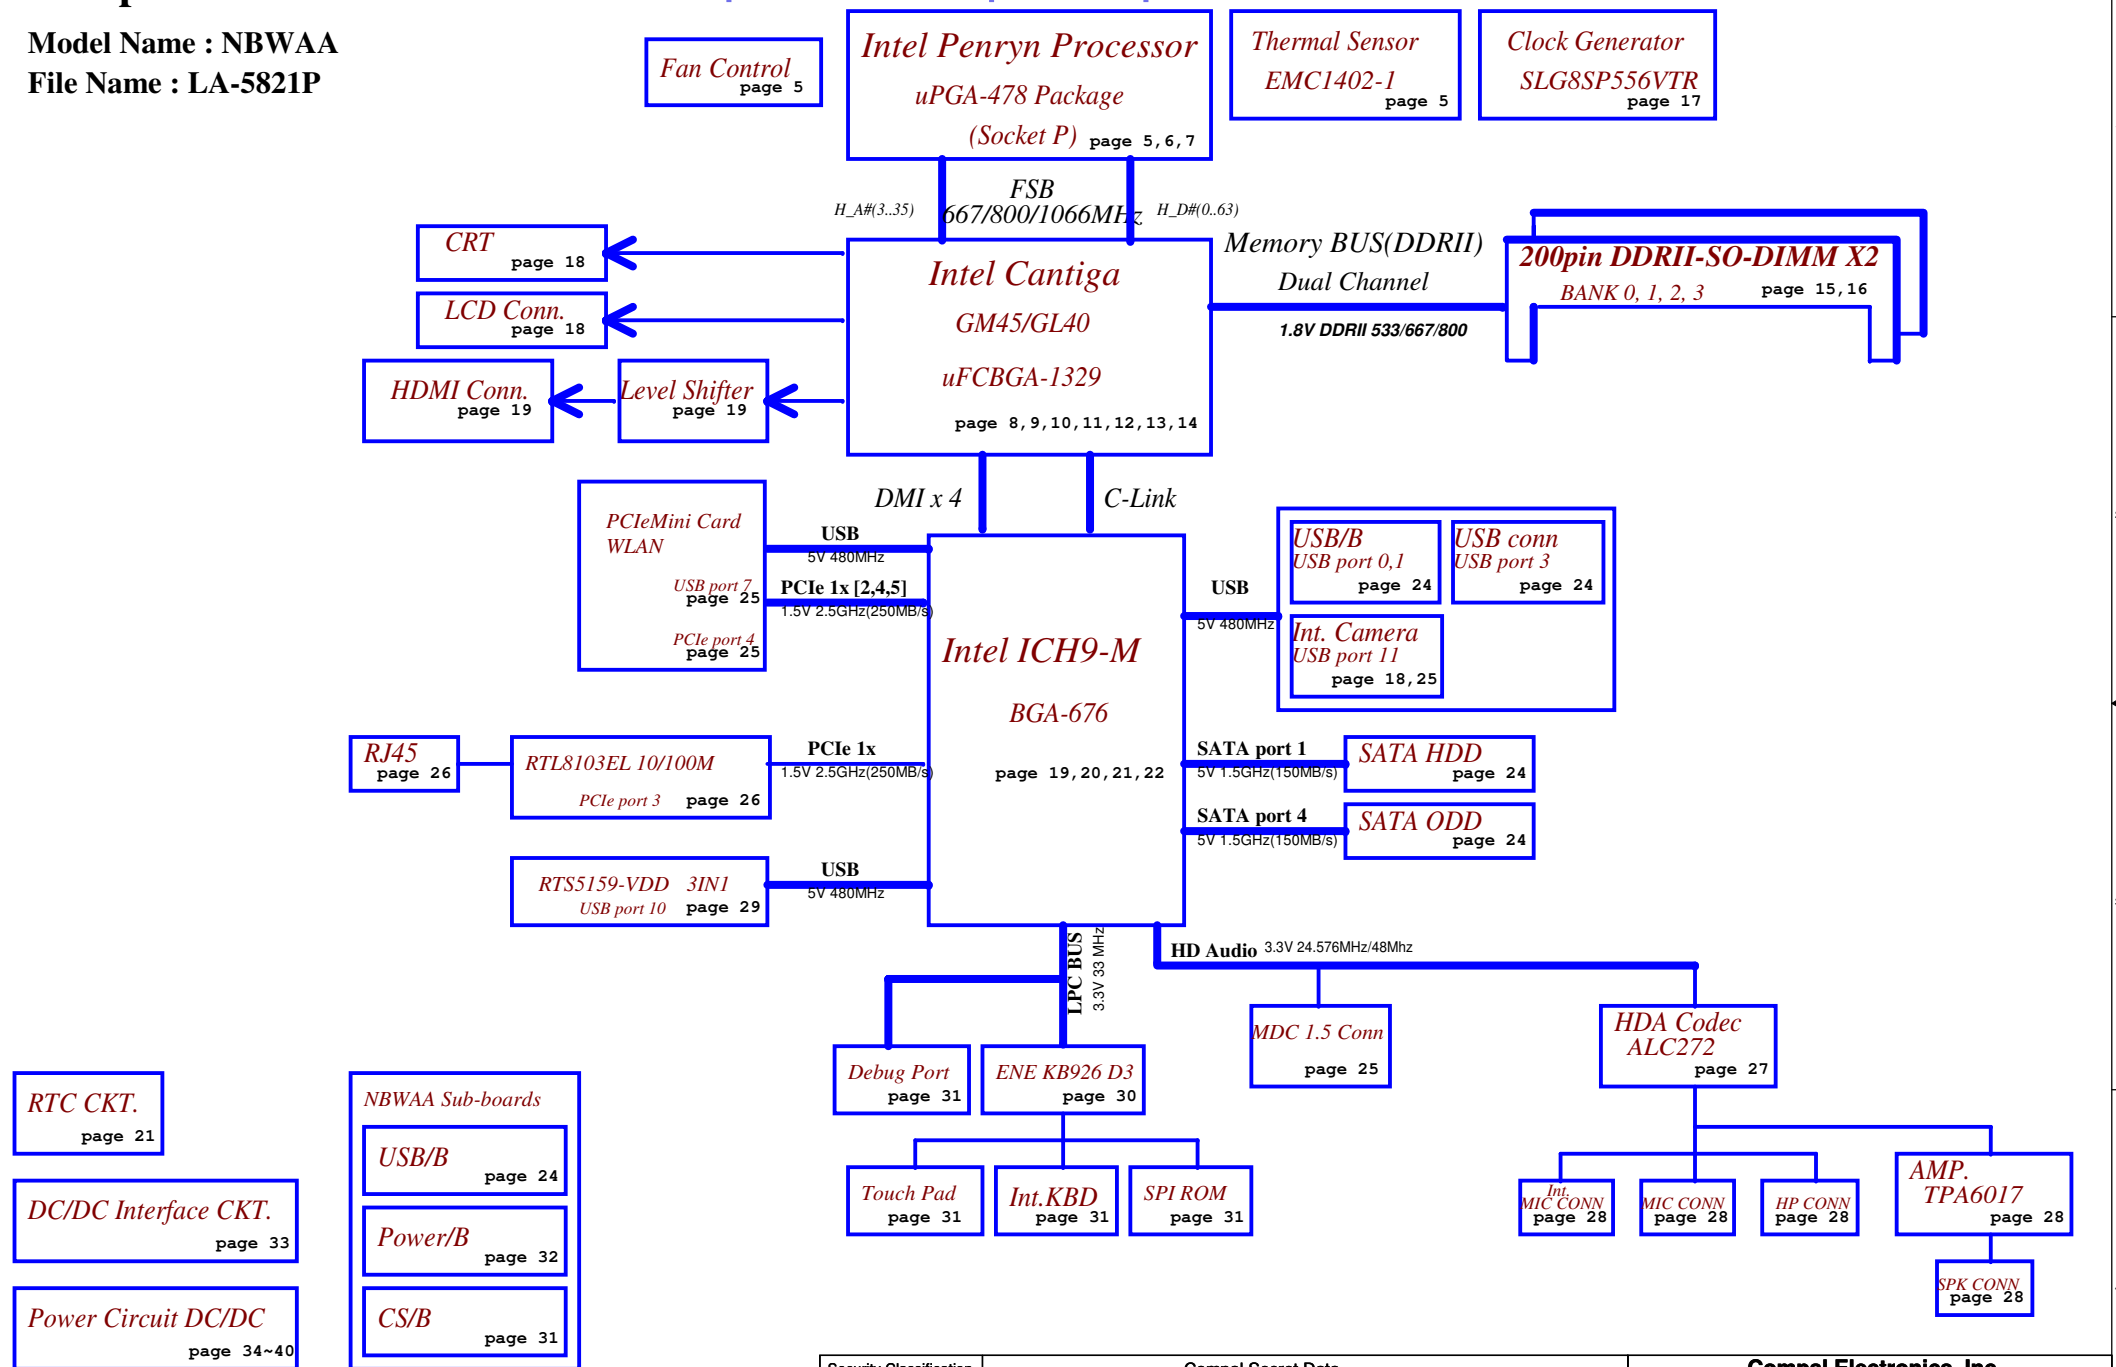 Model Name : NBWAA
File Name : LA-5821P
Fan Control
page 5
Intel Penryn Processor
uPGA-478 Package
(Socket P) page 5,6,7
Thermal Sensor
EMC1402-1
page 5
Clock Generator
SLG8SP556VTR
page 17
FSB
H_A#(3..35) 667/800/1066MHz H_D#(0..63)
CRT
page 18
LCD Conn.
page 18
HDMI Conn.
page 19
Level Shifter
page 19
Intel Cantiga
GM45/GL40
uFCBGA-1329
page 8,9,10,11,12,13,14
Memory BUS(DDRII)
Dual Channel
1.8V DDRII 533/667/800
200pin DDRII-SO-DIMM X2
BANK 0, 1, 2, 3 page 15,16
DMI x 4
C-Link
PCIeMini Card
WLAN
USB port 7
page 25
PCIe port 4
page 25
USB
5V 480MHz
PCIe 1x [2,4,5]
1.5V 2.5GHz(250MB/s)
Intel ICH9-M
BGA-676
page 19,20,21,22
USB
5V 480MHz
USB/B
USB port 0,1
page 24
USB conn
USB port 3
page 24
Int. Camera
USB port 11
page 18,25
RJ45
page 26
RTL8103EL 10/100M
PCIe port 3 page 26
PCIe 1x
1.5V 2.5GHz(250MB/s)
SATA port 1
5V 1.5GHz(150MB/s)
SATA HDD
page 24
SATA port 4
5V 1.5GHz(150MB/s)
SATA ODD
page 24
RTS5159-VDD 3IN1
USB port 10 page 29
USB
5V 480MHz
LPC BUS
3.3V 33 MHz
HD Audio 3.3V 24.576MHz/48Mhz
Debug Port
page 31
ENE KB926 D3
page 30
MDC 1.5 Conn
page 25
HDA Codec
ALC272
page 27
Touch Pad
page 31
Int.KBD
page 31
SPI ROM
page 31
Int.
MIC CONN
page 28
MIC CONN
page 28
HP CONN
page 28
AMP.
TPA6017
page 28
SPK CONN
page 28
RTC CKT.
page 21
DC/DC Interface CKT.
page 33
Power Circuit DC/DC
page 34~40
NBWAA Sub-boards
USB/B
page 24
Power/B
page 32
CS/B
page 31
Security Classification Compal Secret Data Compal Electronics, Inc.